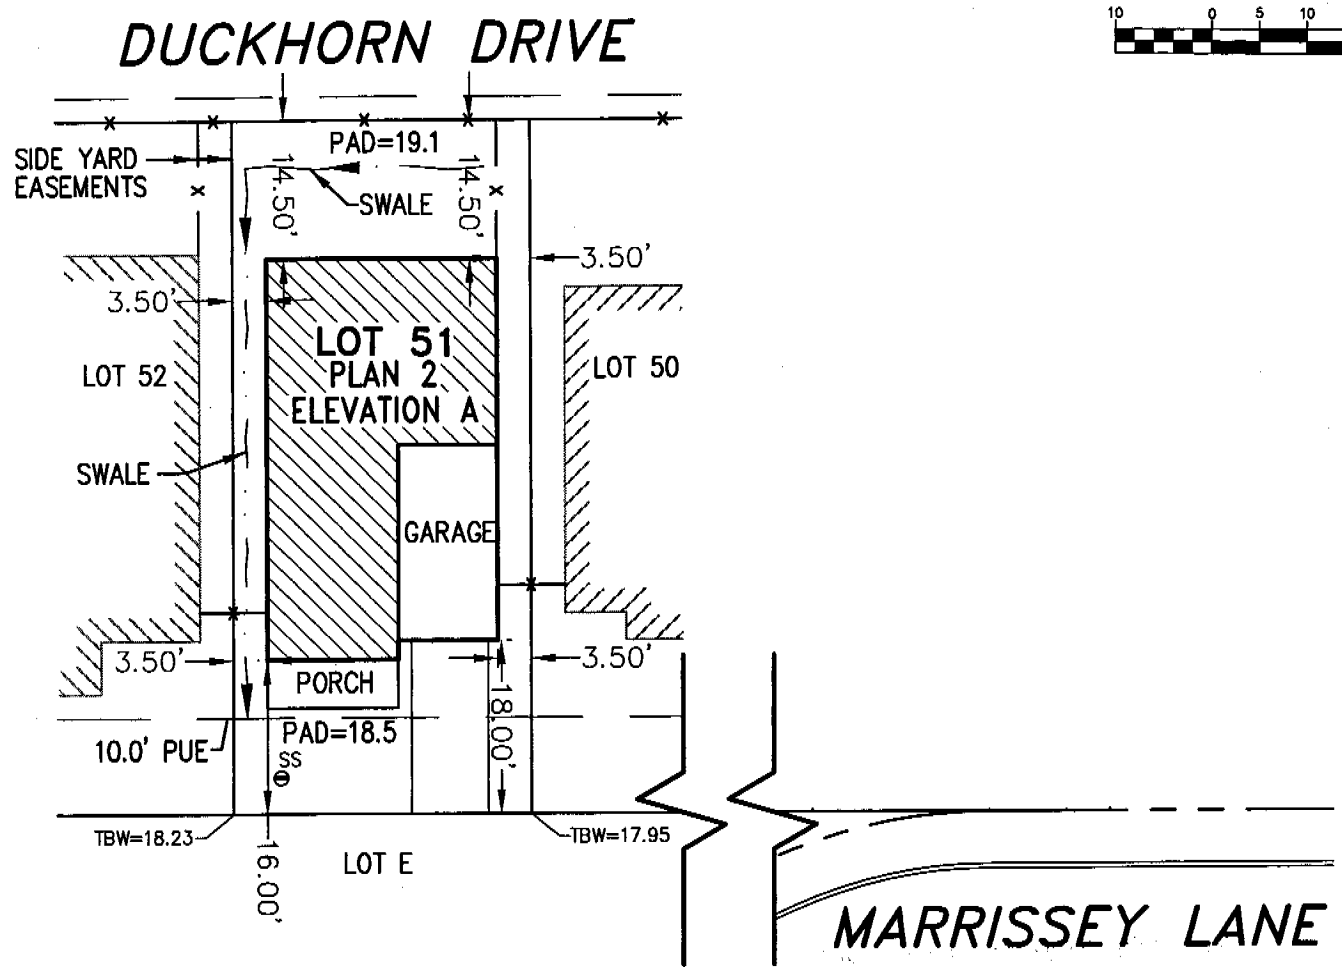 DUCKHORN DRIVE
10 0 5 10
PAD=19.1
SIDE YARD
EASEMENTS
14.50'
14.50'
SWALE
3.50'
3.50'
LOT 51
PLAN 2
ELEVATION A
LOT 52
LOT 50
SWALE
GARAGE
3.50'
3.50'
PORCH
18.00'
PAD=18.5
10.0' PUE
SS
TBW=18.23
TBW=17.95
16.00'
LOT E
MARRISSEY LANE